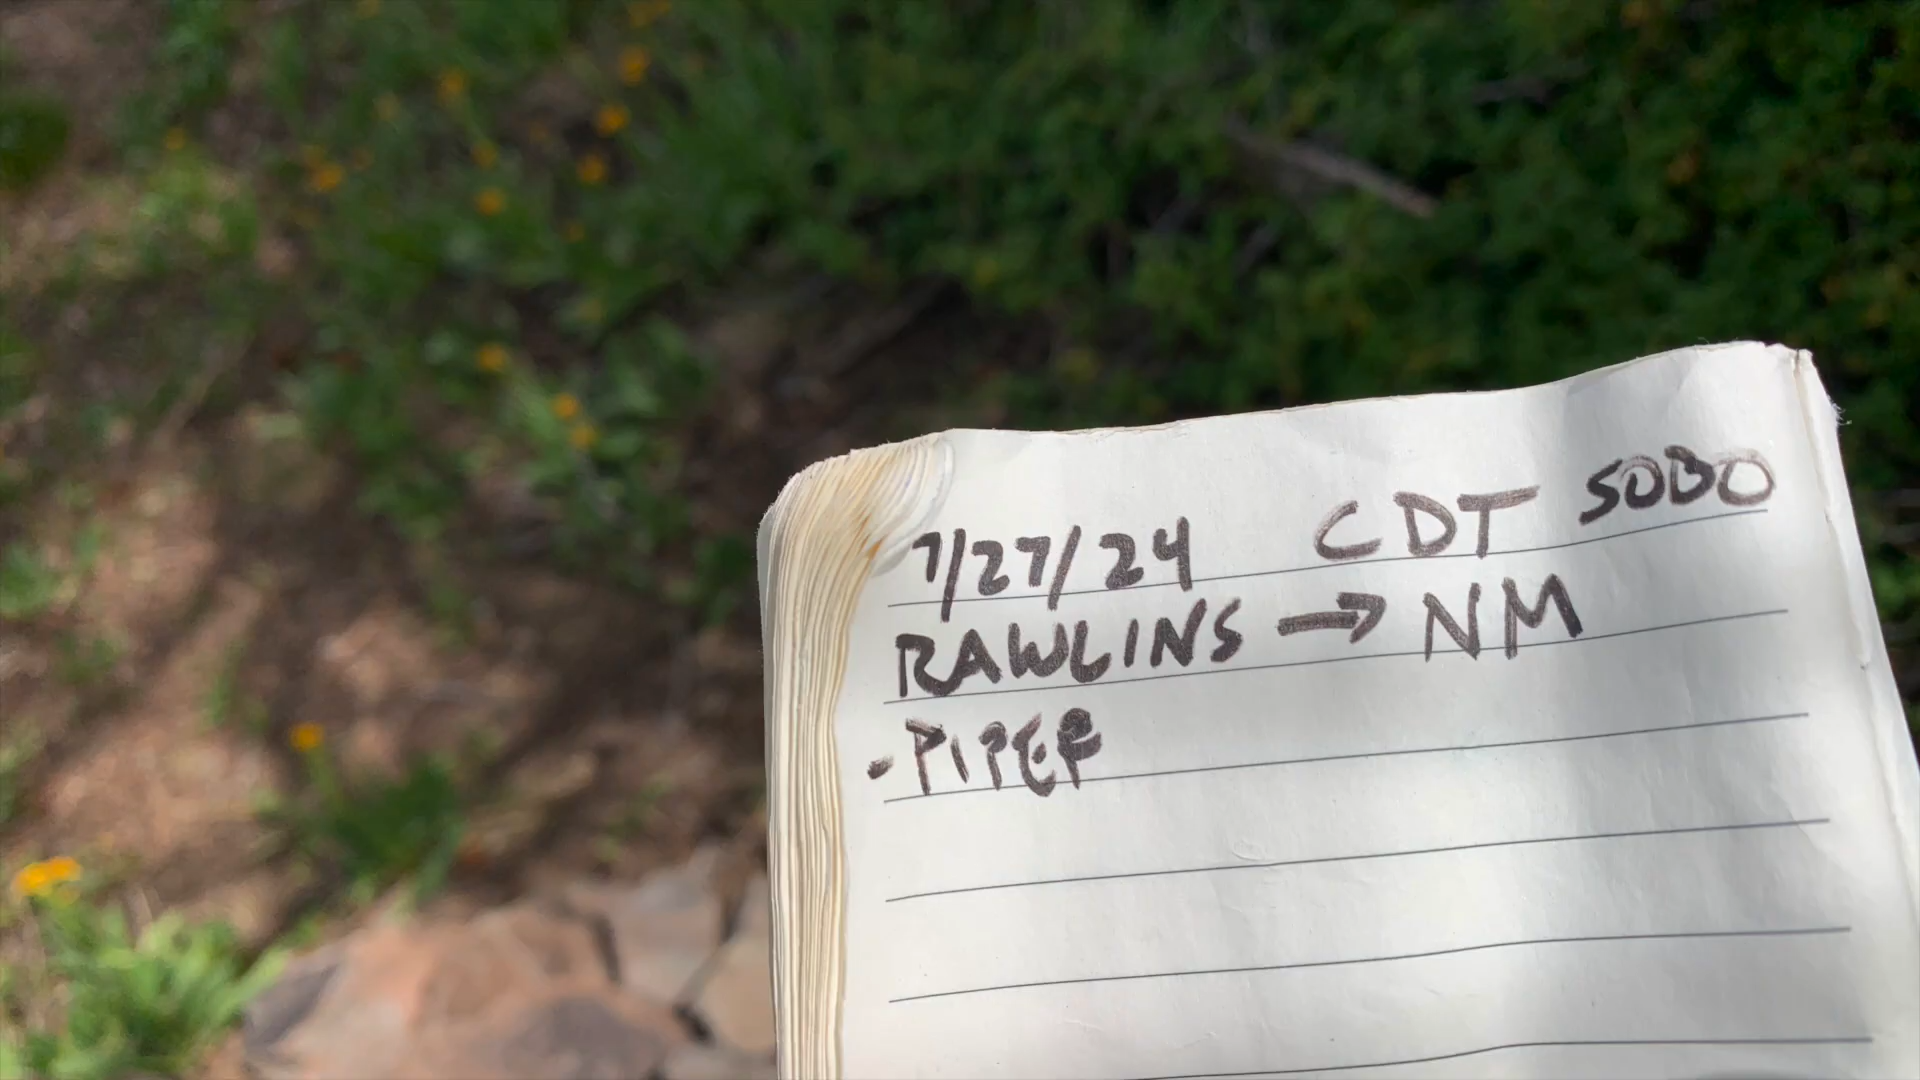 7/27/24 CDT SOBO
RAWLINS → NM
- PIPER